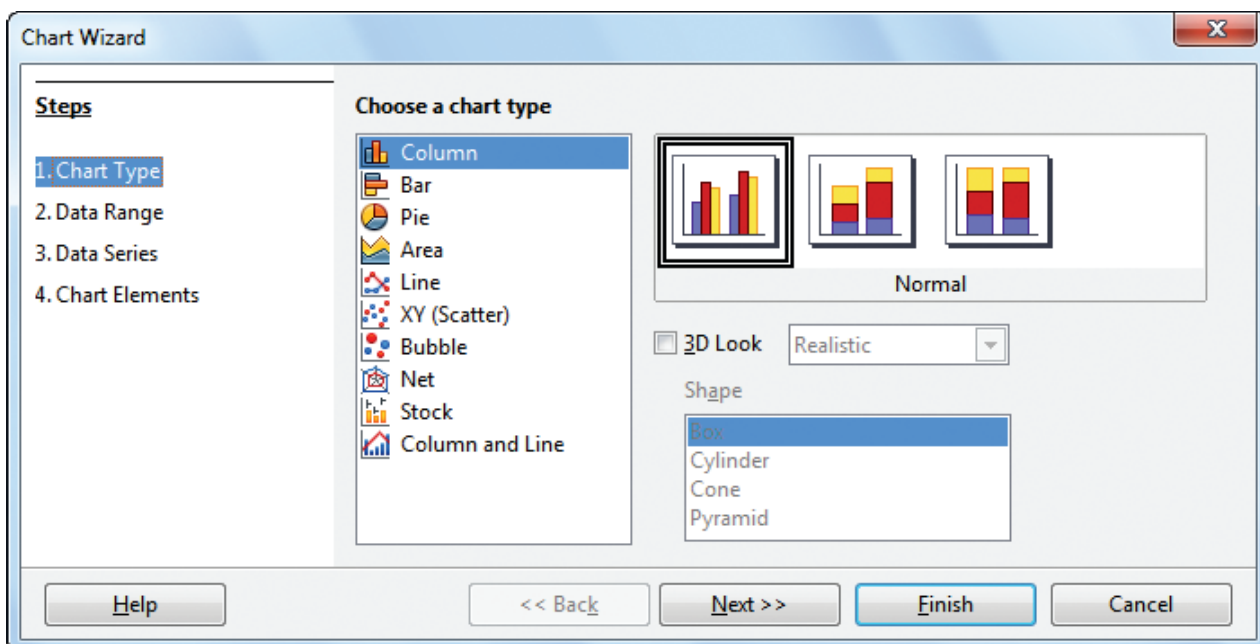 Chart Wizard
X
Steps
1. Chart Type
2. Data Range
3. Data Series
4. Chart Elements
Choose a chart type
Column
Bar
Pie
Area
Line
XY (Scatter)
Bubble
Net
Stock
Column and Line
Normal
3D Look
Realistic
Shape
Box
Cylinder
Cone
Pyramid
Help
<< Back
Next >>
Finish
Cancel